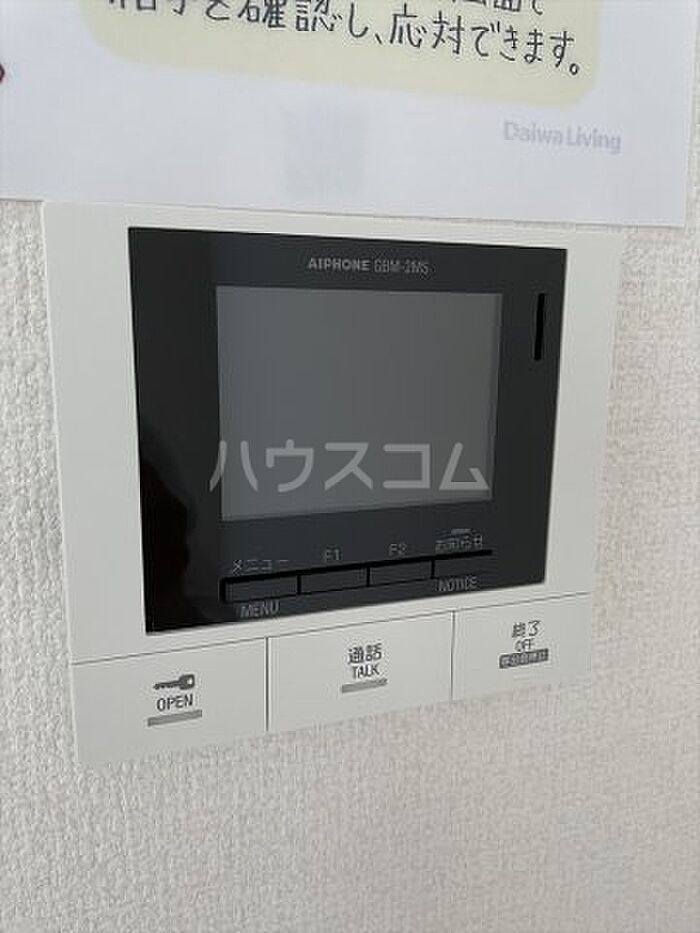 相手を確認し、応対できます。
Daiwa Living
AIPHONE GBM-2MS
ハウスコム
メニュー F1 F2 お知らせ
MENU NOTICE
OPEN
通話
TALK
終了
OFF